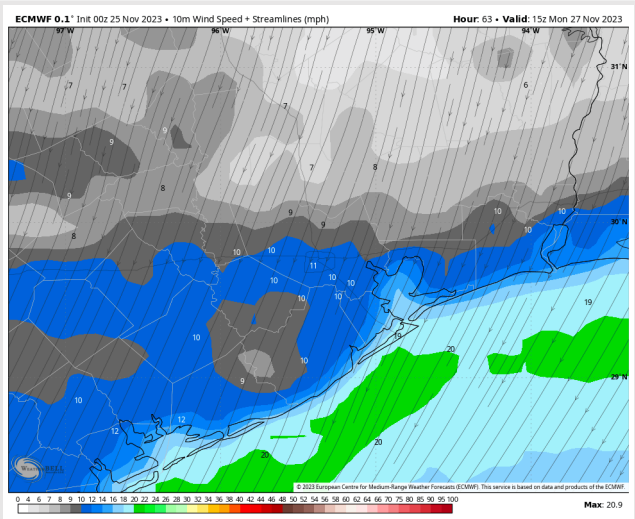 ECMWF 0.1° Init 00z 25 Nov 2023 • 10m Wind Speed + Streamlines (mph) Hour: 63 • Valid: 15z Mon 27 Nov 2023
97°W 96°W 95°W 94°W
31°N
7 7 7 6
9 9
7 8
9 8
9 10 10
8 9 30°N
10
10 10
11
10 10
10 10
19
10 19
20
10
9 29°N
10
12
12
20
20
WeatherBELL
© 2023 European Centre for Medium-Range Weather Forecasts (ECMWF). This service is based on data and products of the ECMWF.
0 4 6 7 8 9 10 12 14 16 18 20 22 24 26 28 30 32 34 36 38 40 42 44 46 48 50 52 54 56 58 60 65 70 75 80 85 90 95 100
Max: 20.9